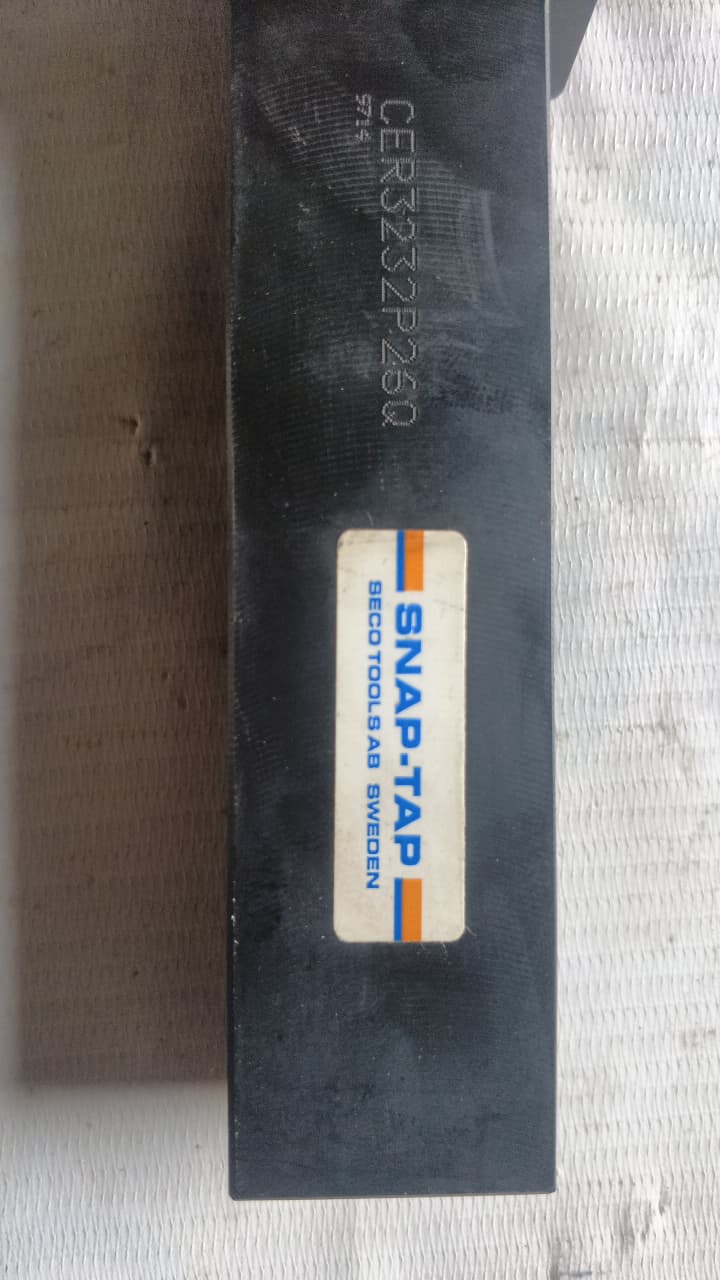 CER3232P26Q
9714
SNAP-TAP
SECO TOOLS AB SWEDEN